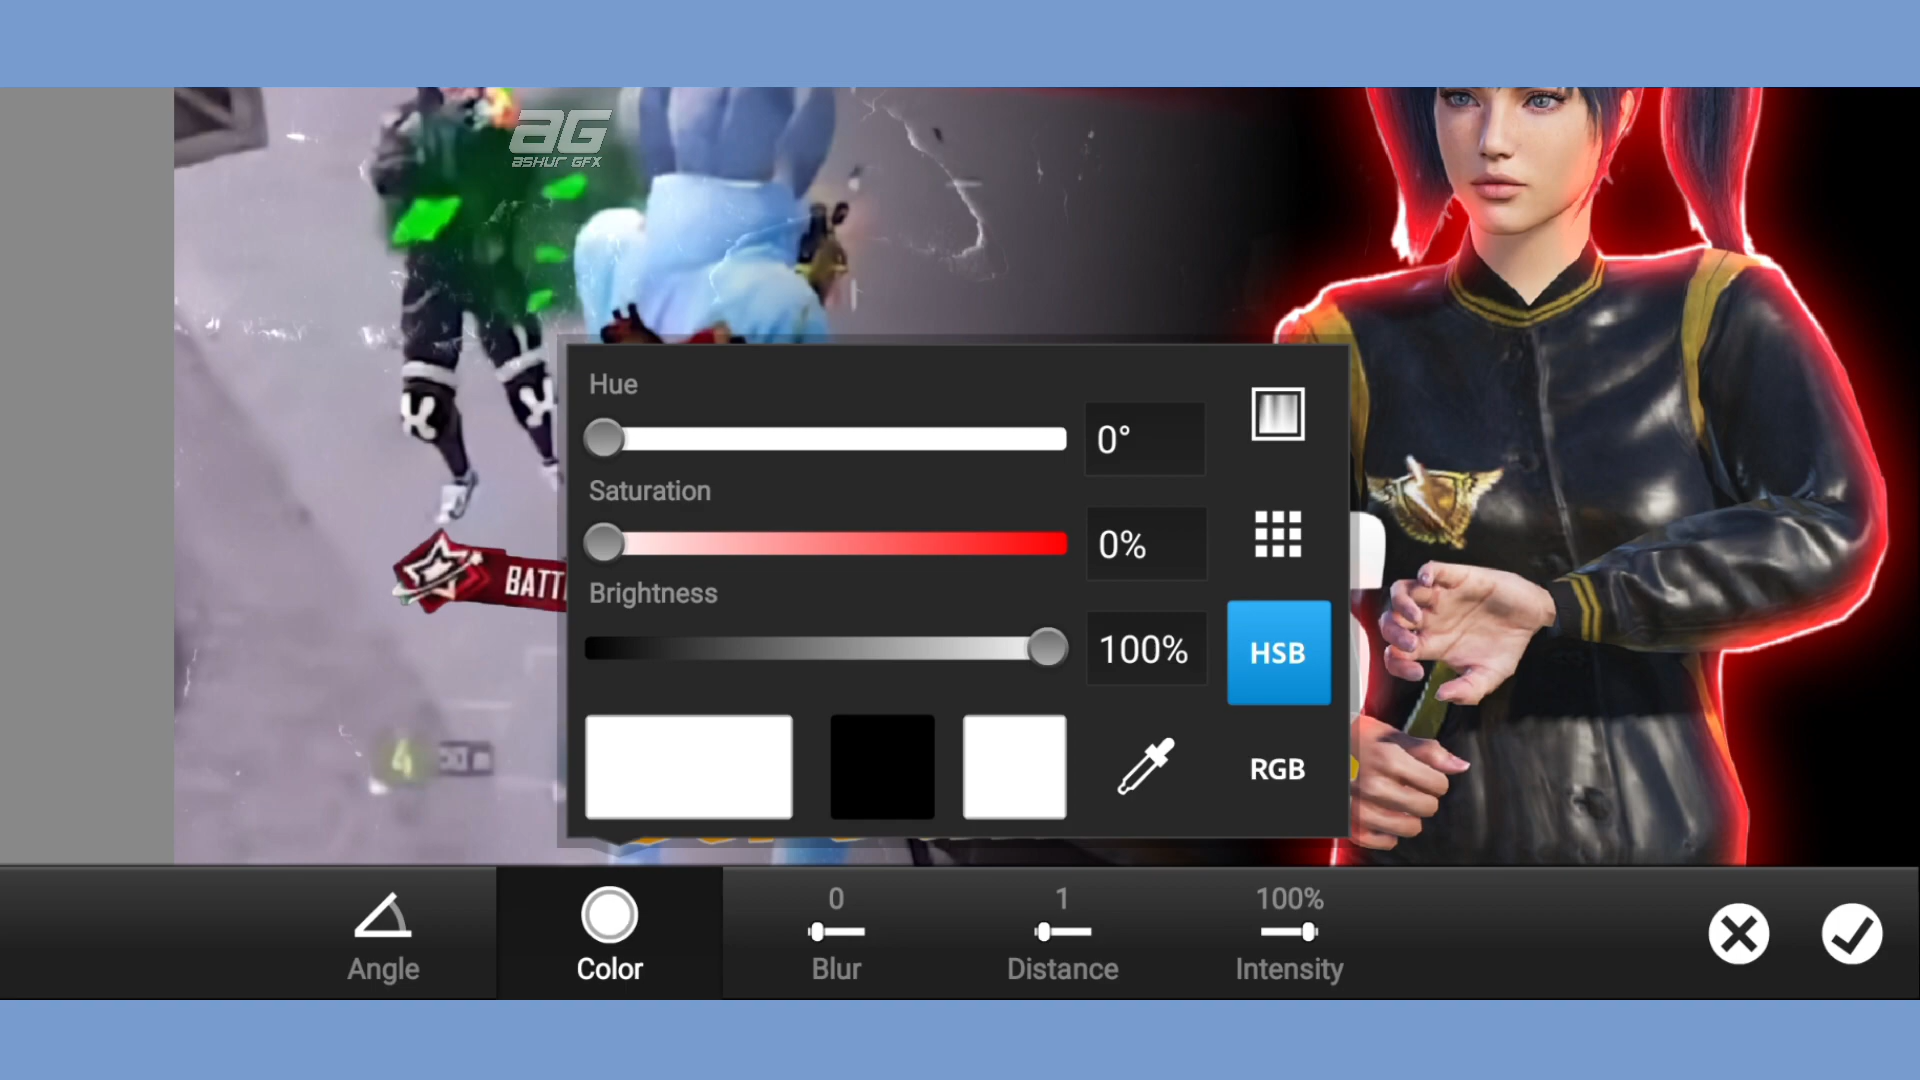 aG
ASHUr GFX
Hue
0°
Saturation
0%
BATT
Brightness
100%
HSB
4
RGB
0
1
100%
Angle
Color
Blur
Distance
Intensity